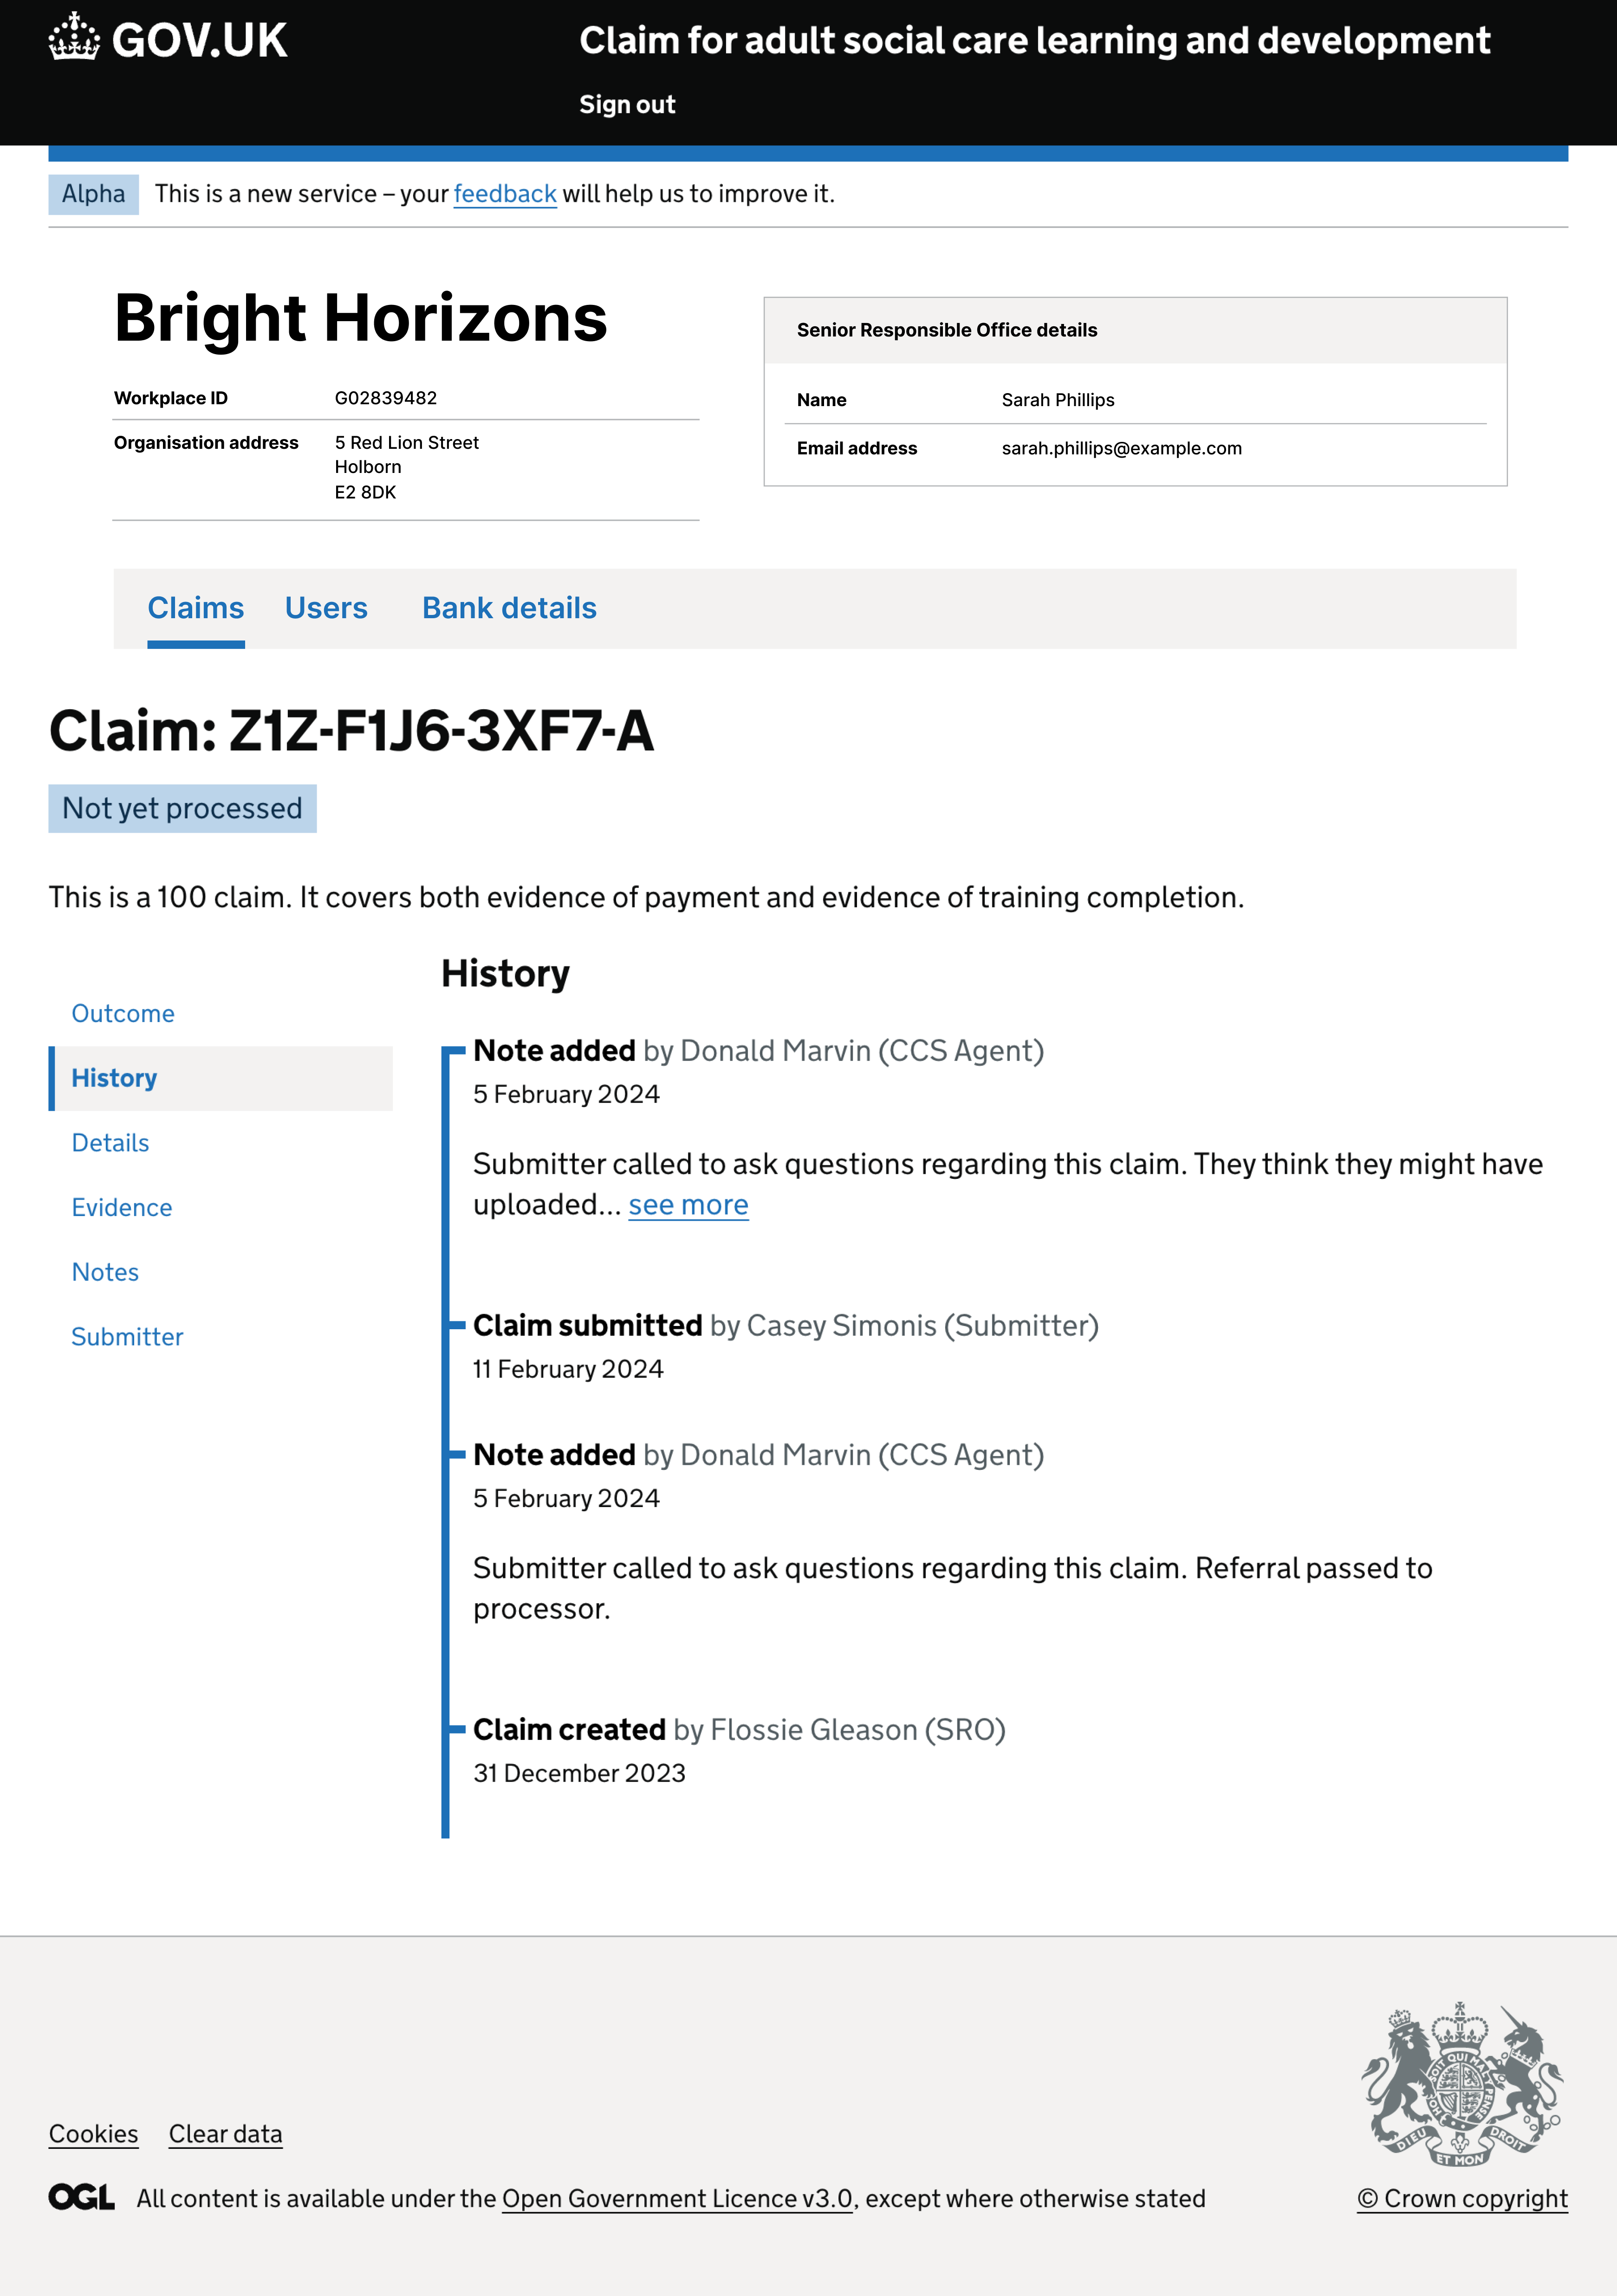 GOV.UK
Claim for adult social care learning and development
Sign out
Alpha
This is a new service – your feedback will help us to improve it.
Bright Horizons
Workplace ID G02839482
Organisation address 5 Red Lion Street
Holborn
E2 8DK
Senior Responsible Office details
Name Sarah Phillips
Email address sarah.phillips@example.com
Claims Users Bank details
Claim: Z1Z-F1J6-3XF7-A
Not yet processed
This is a 100 claim. It covers both evidence of payment and evidence of training completion.
Outcome
History
Details
Evidence
Notes
Submitter
History
Note added by Donald Marvin (CCS Agent)
5 February 2024
Submitter called to ask questions regarding this claim. They think they might have
uploaded... see more
Claim submitted by Casey Simonis (Submitter)
11 February 2024
Note added by Donald Marvin (CCS Agent)
5 February 2024
Submitter called to ask questions regarding this claim. Referral passed to
processor.
Claim created by Flossie Gleason (SRO)
31 December 2023
Cookies Clear data
OGL All content is available under the Open Government Licence v3.0, except where otherwise stated
DIEU ET MON DROIT
© Crown copyright